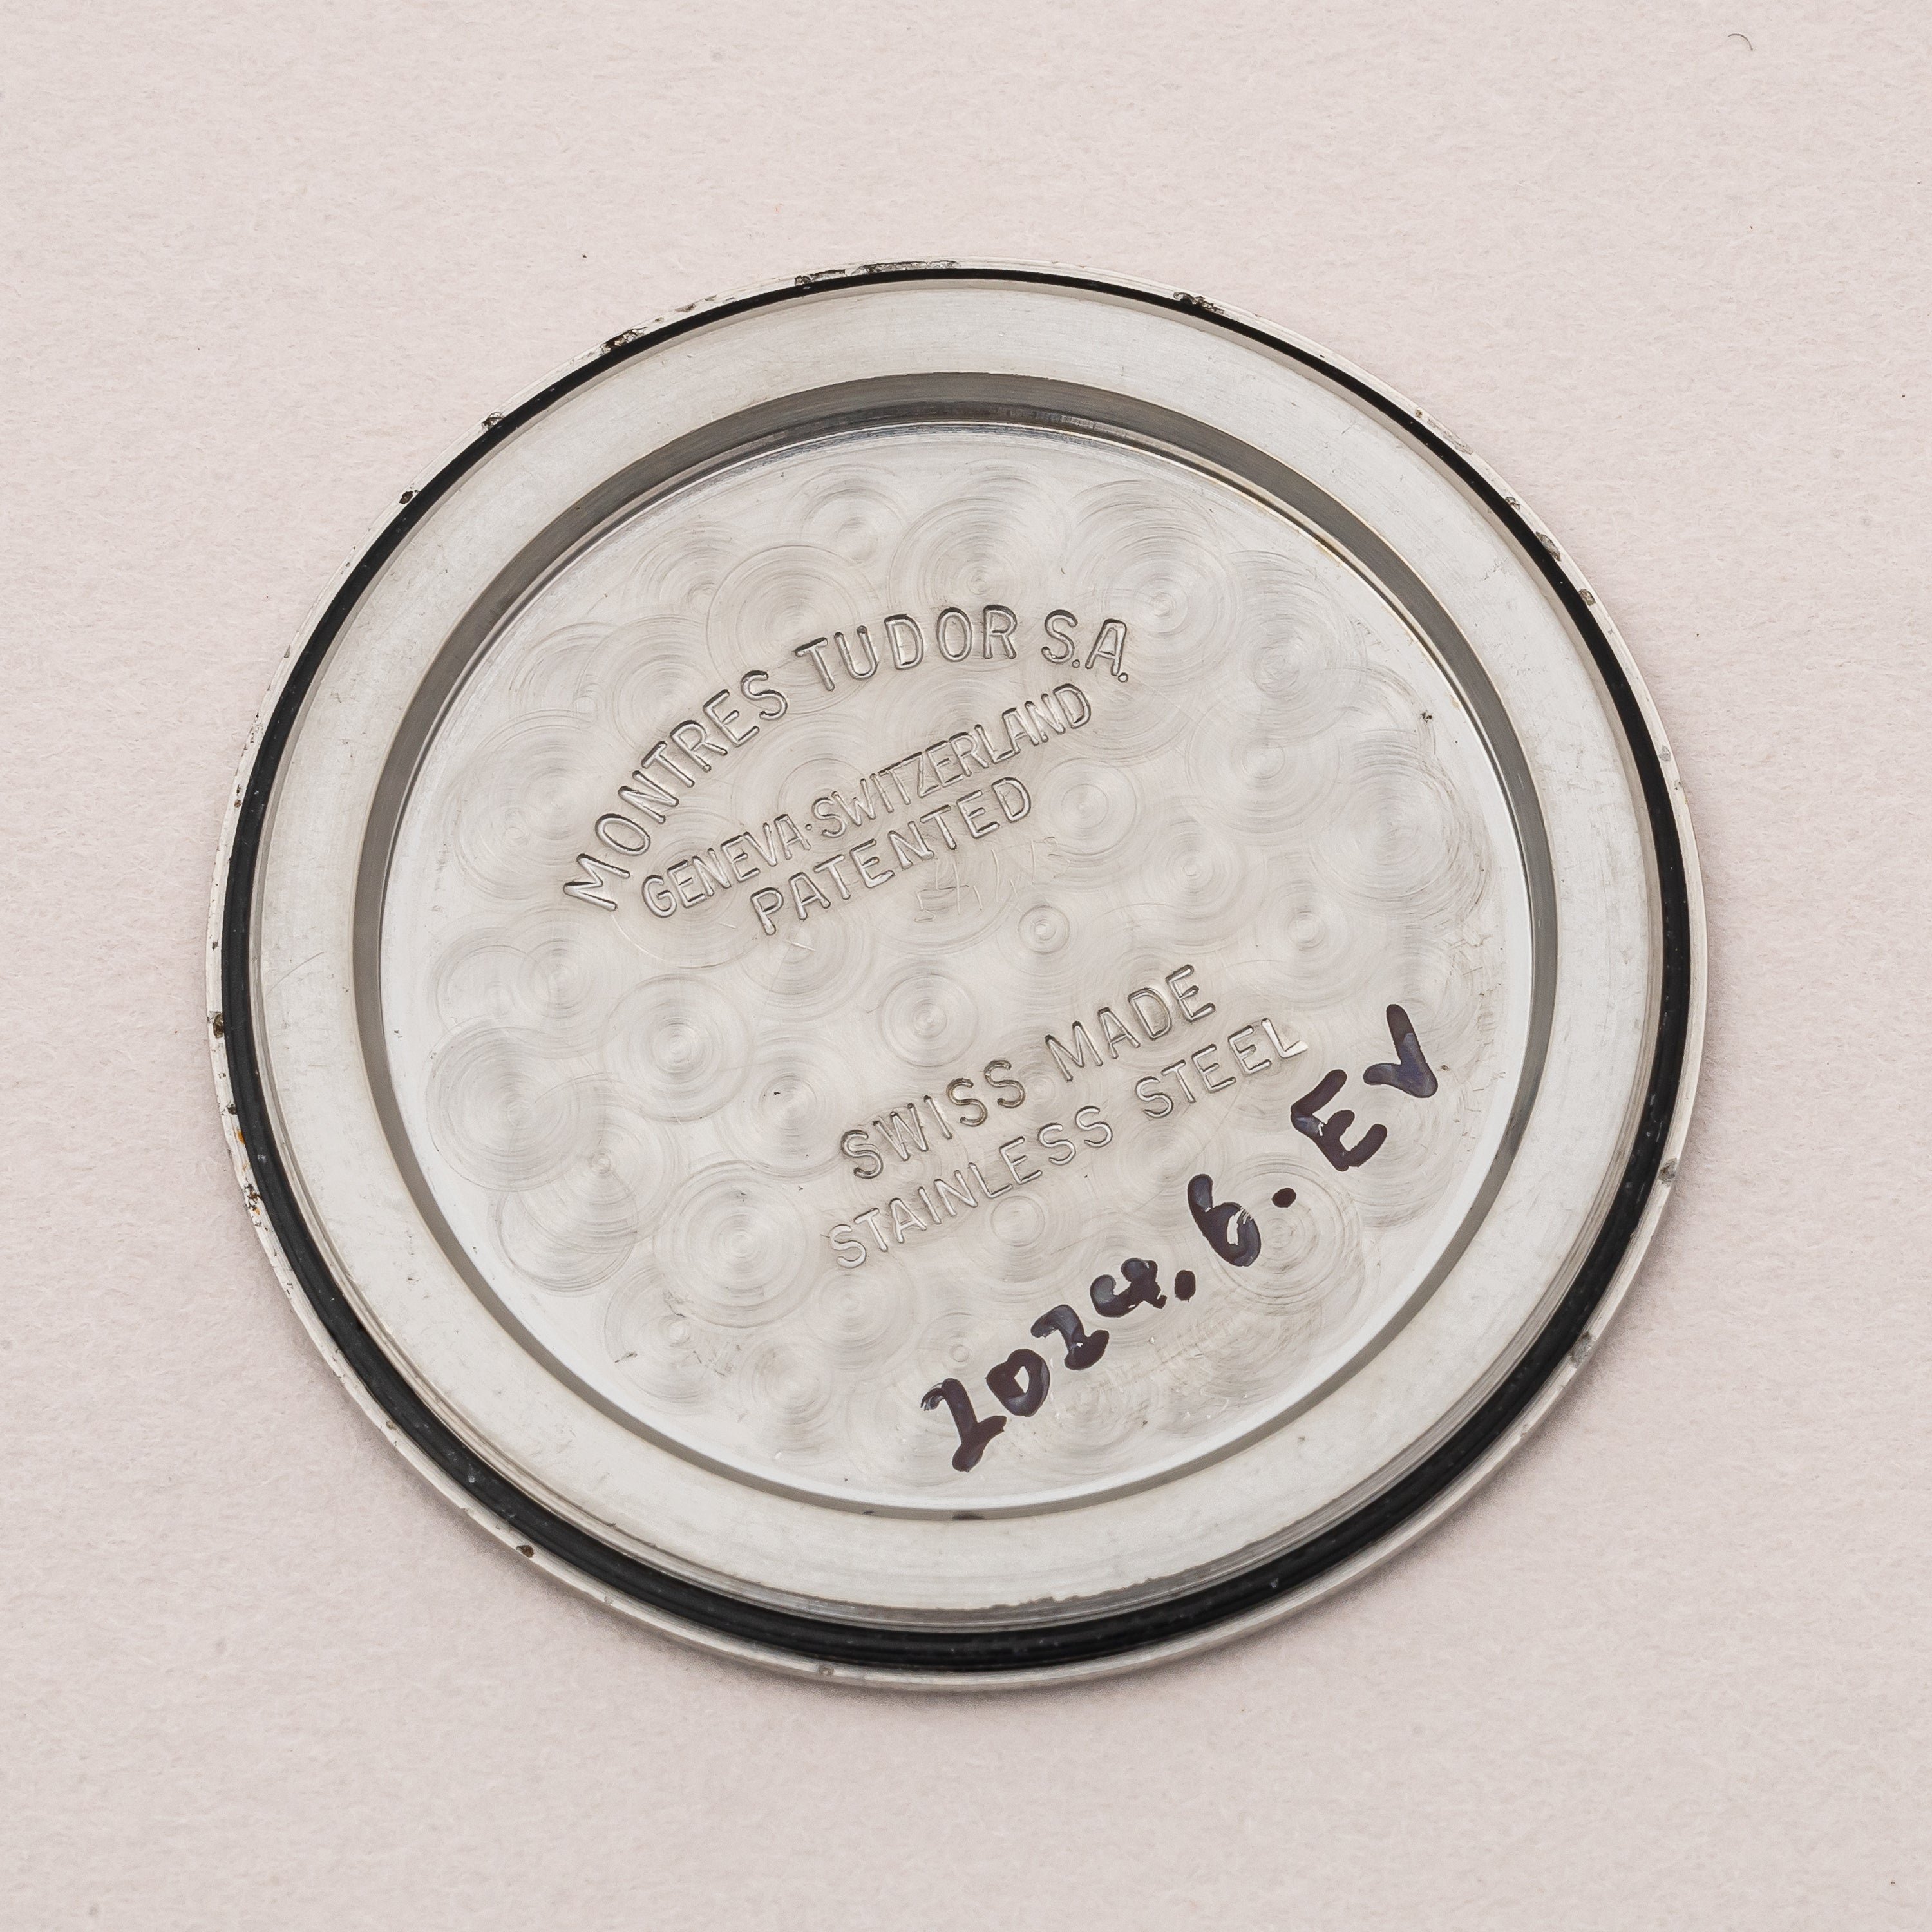 MONTRES TUDOR S.A.
GENEVA·SWITZERLAND
PATENTED
SWISS MADE
STAINLESS STEEL
2024.6.EV